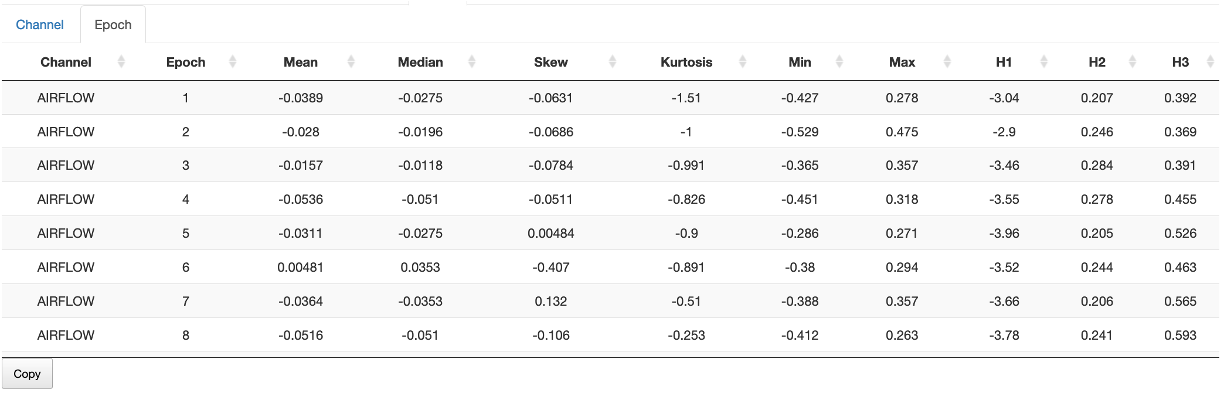 Channel Epoch
Channel Epoch Mean Median Skew Kurtosis Min Max H1 H2 H3
AIRFLOW 1 -0.0389 -0.0275 -0.0631 -1.51 -0.427 0.278 -3.04 0.207 0.392
AIRFLOW 2 -0.028 -0.0196 -0.0686 -1 -0.529 0.475 -2.9 0.246 0.369
AIRFLOW 3 -0.0157 -0.0118 -0.0784 -0.991 -0.365 0.357 -3.46 0.284 0.391
AIRFLOW 4 -0.0536 -0.051 -0.0511 -0.826 -0.451 0.318 -3.55 0.278 0.455
AIRFLOW 5 -0.0311 -0.0275 0.00484 -0.9 -0.286 0.271 -3.96 0.205 0.526
AIRFLOW 6 0.00481 0.0353 -0.407 -0.891 -0.38 0.294 -3.52 0.244 0.463
AIRFLOW 7 -0.0364 -0.0353 0.132 -0.51 -0.388 0.357 -3.66 0.206 0.565
AIRFLOW 8 -0.0516 -0.051 -0.106 -0.253 -0.412 0.263 -3.78 0.241 0.593
Copy